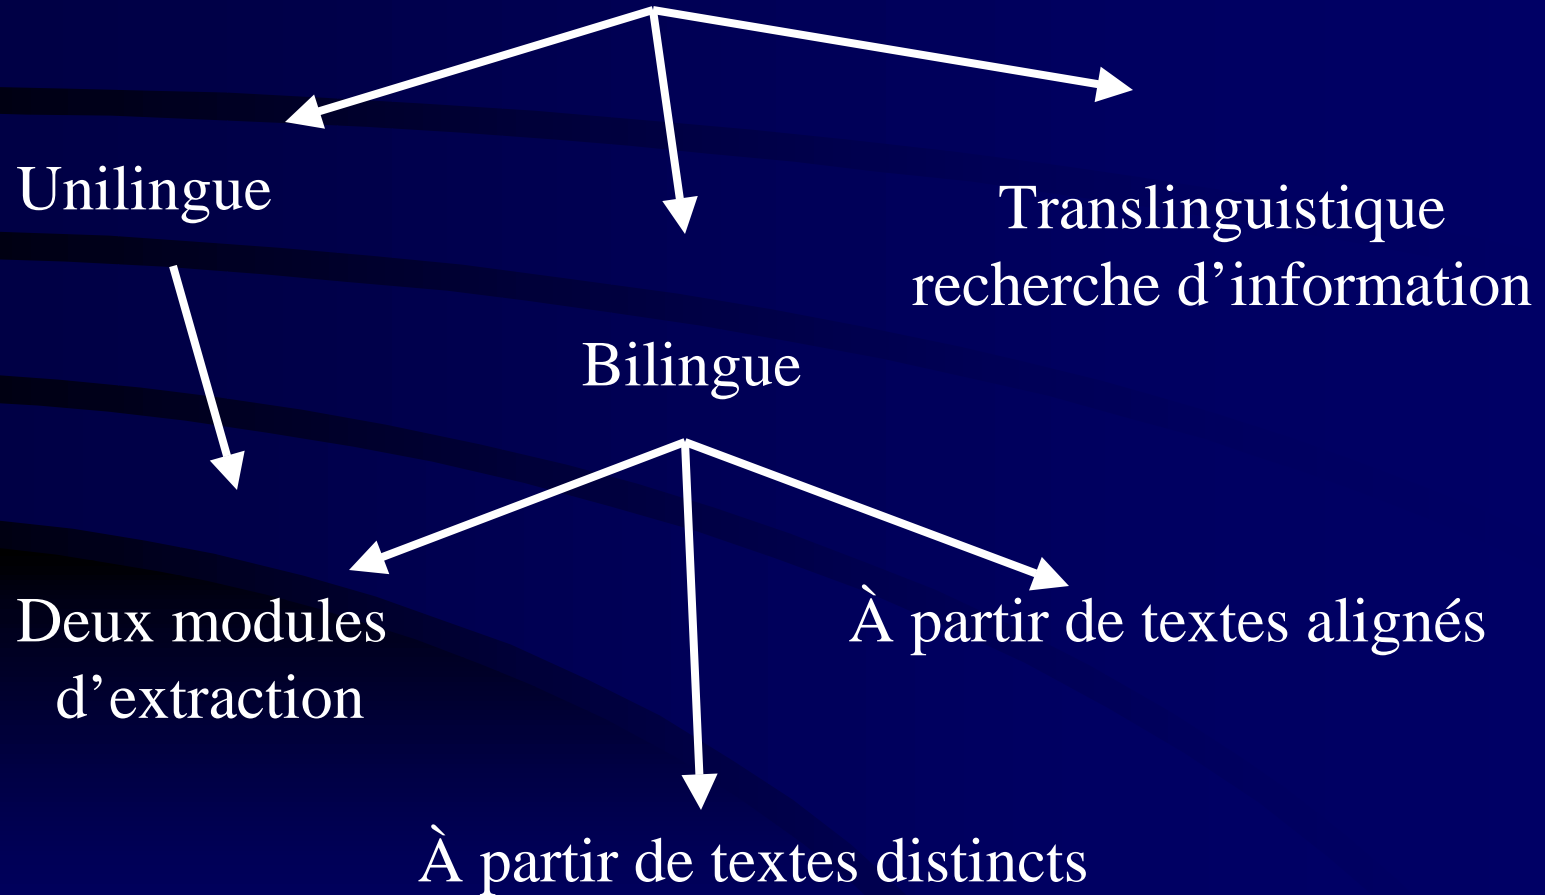 Unilingue
Translinguistique
recherche d’information
Bilingue
Deux modules
d’extraction
À partir de textes alignés
À partir de textes distincts